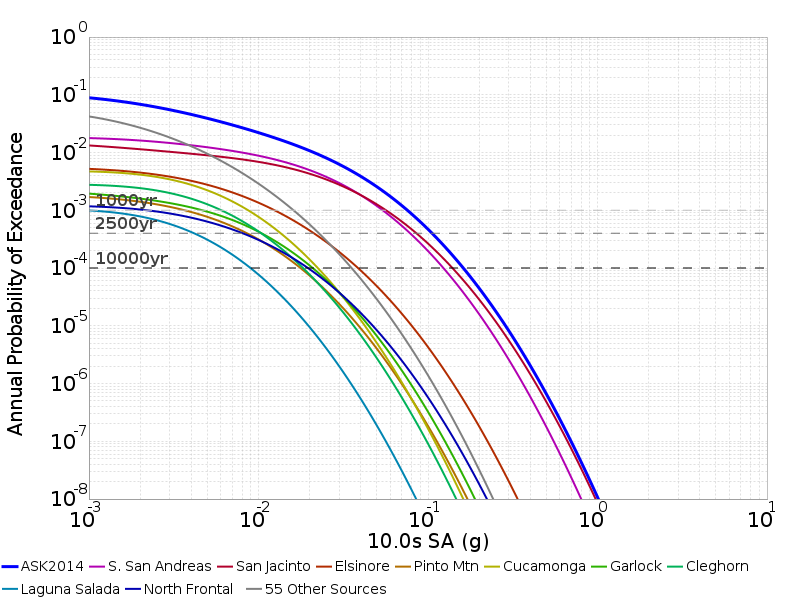 10^0
10^-1
10^-2
10^-3
10^-4
10^-5
10^-6
10^-7
10^-8
Annual Probability of Exceedance
1000yr
2500yr
10000yr
10^-3 10^-2 10^-1 10^0 10^1
10.0s SA (g)
ASK2014 S. San Andreas San Jacinto Elsinore Pinto Mtn Cucamonga Garlock Cleghorn
Laguna Salada North Frontal 55 Other Sources